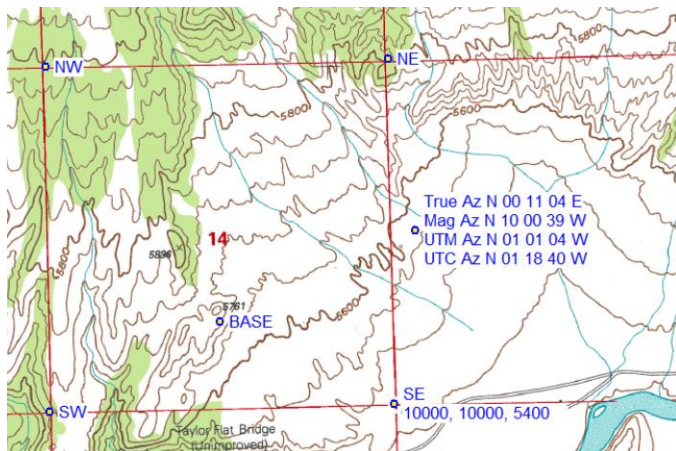 NW
NE
5800
5800
5600
True Az N 00 11 04 E
Mag Az N 10 00 39 W
UTM Az N 01 01 04 W
UTC Az N 01 18 40 W
14
5896
5800
5761
BASE
5600
SW
SE
10000, 10000, 5400
Taylor Flat Bridge
(Unimproved)